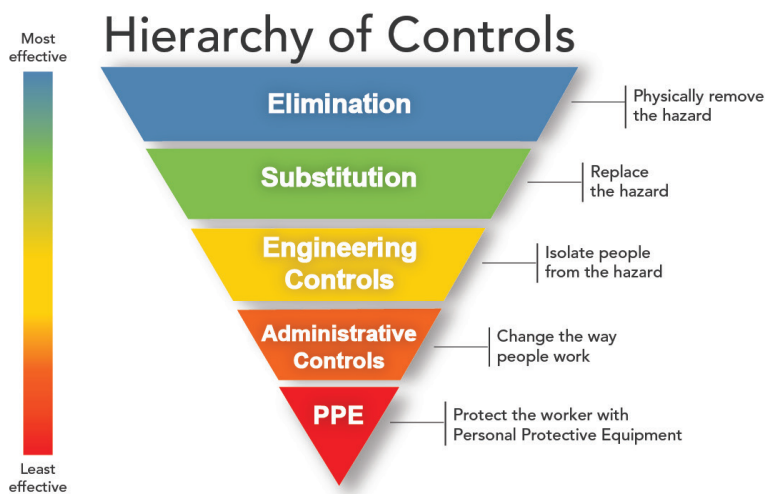 Hierarchy of Controls
Most
effective
Elimination
Physically remove
the hazard
Substitution
Replace
the hazard
Engineering
Controls
Isolate people
from the hazard
Administrative
Controls
Change the way
people work
PPE
Protect the worker with
Personal Protective Equipment
Least
effective